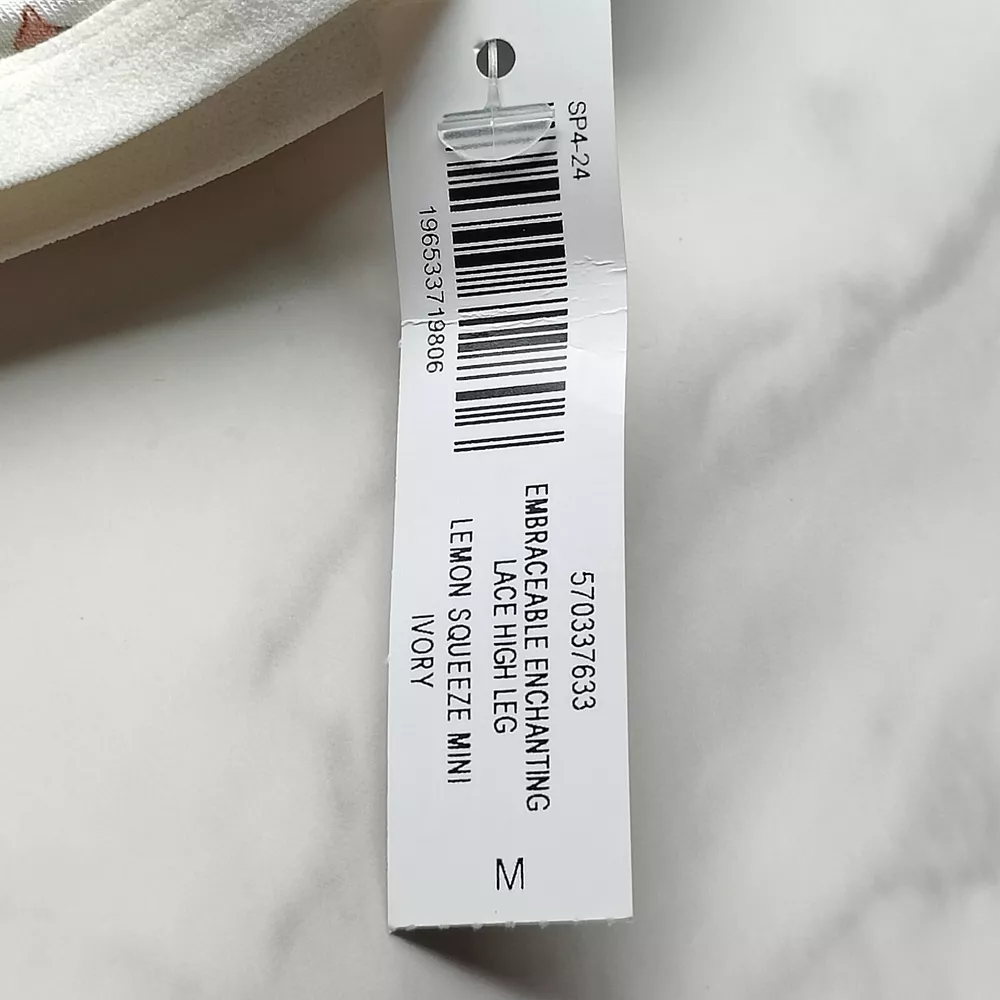 SP4-24
196533719806
570337633
EMBRACEABLE ENCHANTING
LACE HIGH LEG
LEMON SQUEEZE MINI
IVORY
M